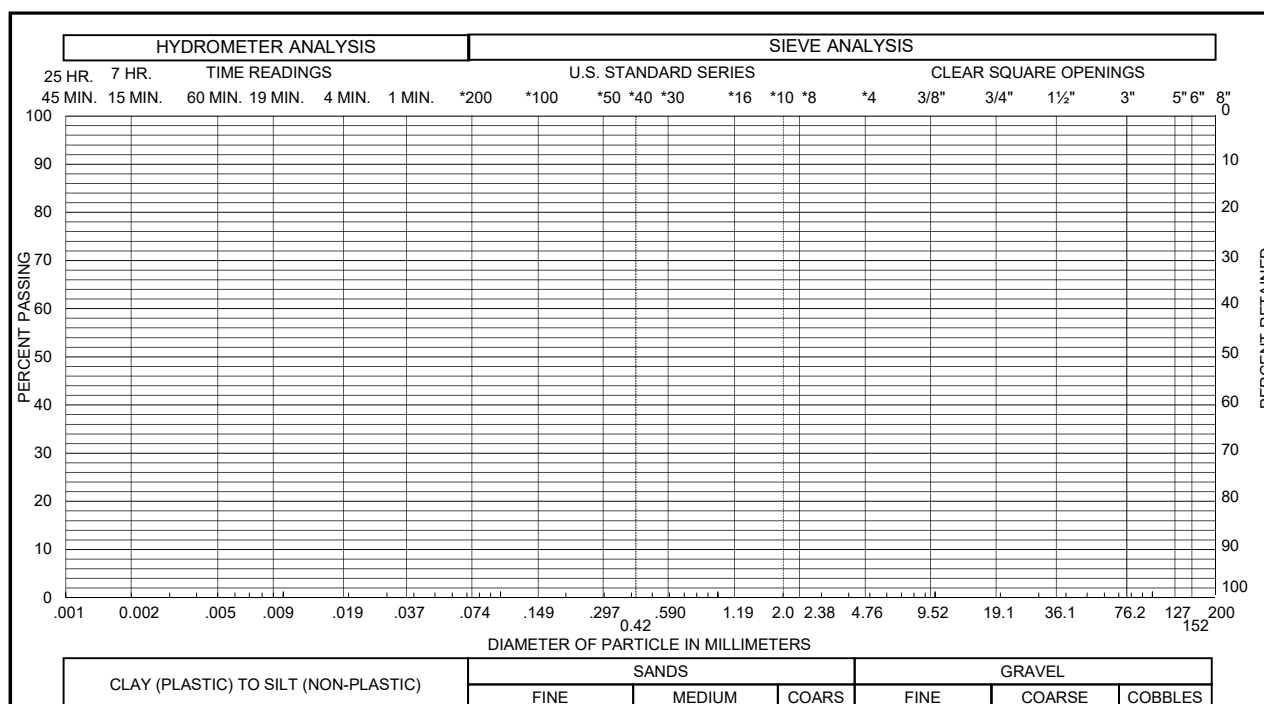 HYDROMETER ANALYSIS SIEVE ANALYSIS
25 HR. 7 HR. TIME READINGS U.S. STANDARD SERIES CLEAR SQUARE OPENINGS
45 MIN. 15 MIN. 60 MIN. 19 MIN. 4 MIN. 1 MIN. *200 *100 *50 *40 *30 *16 *10 *8 *4 3/8" 3/4" 1½" 3" 5" 6" 8"
100 0
90 10
80 20
70 30
60 40
50 50
40 60
30 70
20 80
10 90
0 100
PERCENT PASSING
PERCENT RETAINED
.001 0.002 .005 .009 .019 .037 .074 .149 .297 .590 1.19 2.0 2.38 4.76 9.52 19.1 36.1 76.2 127 200
0.42 152
DIAMETER OF PARTICLE IN MILLIMETERS
CLAY (PLASTIC) TO SILT (NON-PLASTIC) SANDS GRAVEL
FINE MEDIUM COARS FINE COARSE COBBLES